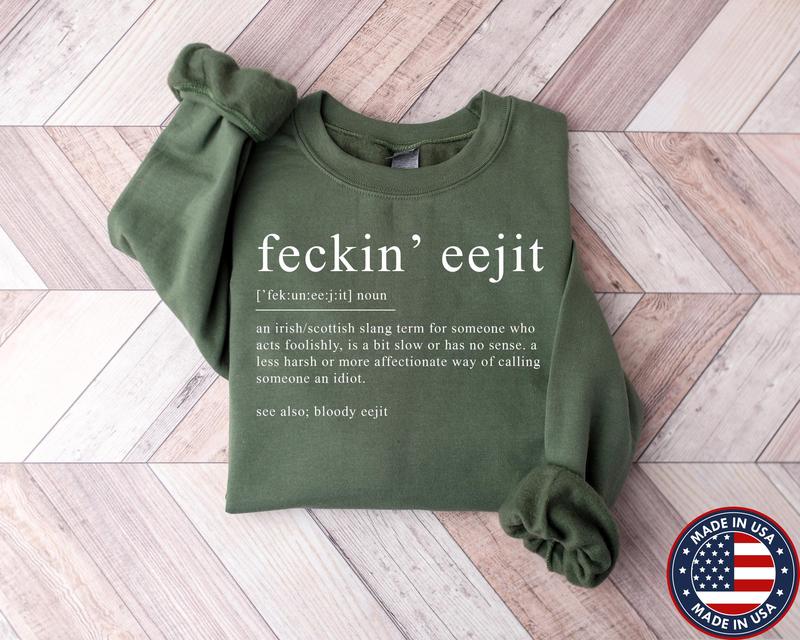 feckin’ eejit
[’fek:un:ee:j:it] noun
an irish/scottish slang term for someone who
acts foolishly, is a bit slow or has no sense. a
less harsh or more affectionate way of calling
someone an idiot.
see also; bloody eejit
MADE IN USA
MADE IN USA